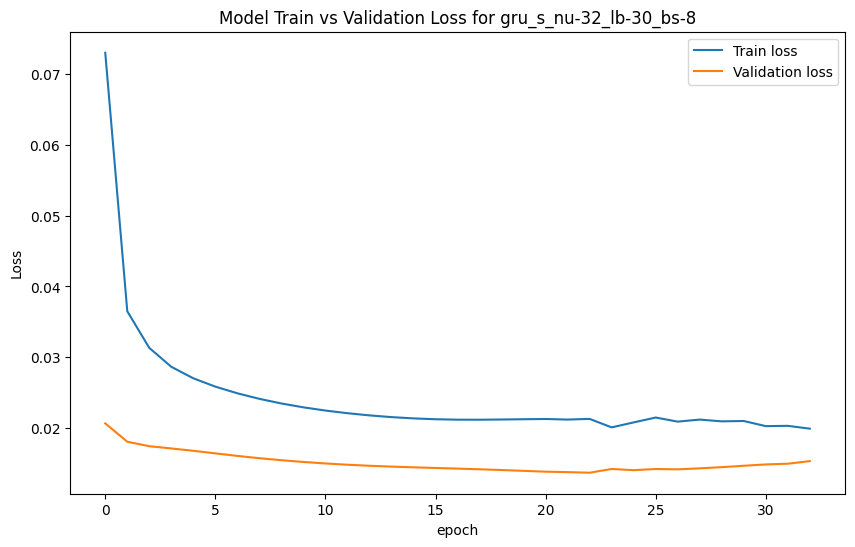 Model Train vs Validation Loss for gru_s_nu-32_lb-30_bs-8
Train loss
Validation loss
0.07
0.06
0.05
0.04
0.03
0.02
Loss
0 5 10 15 20 25 30
epoch